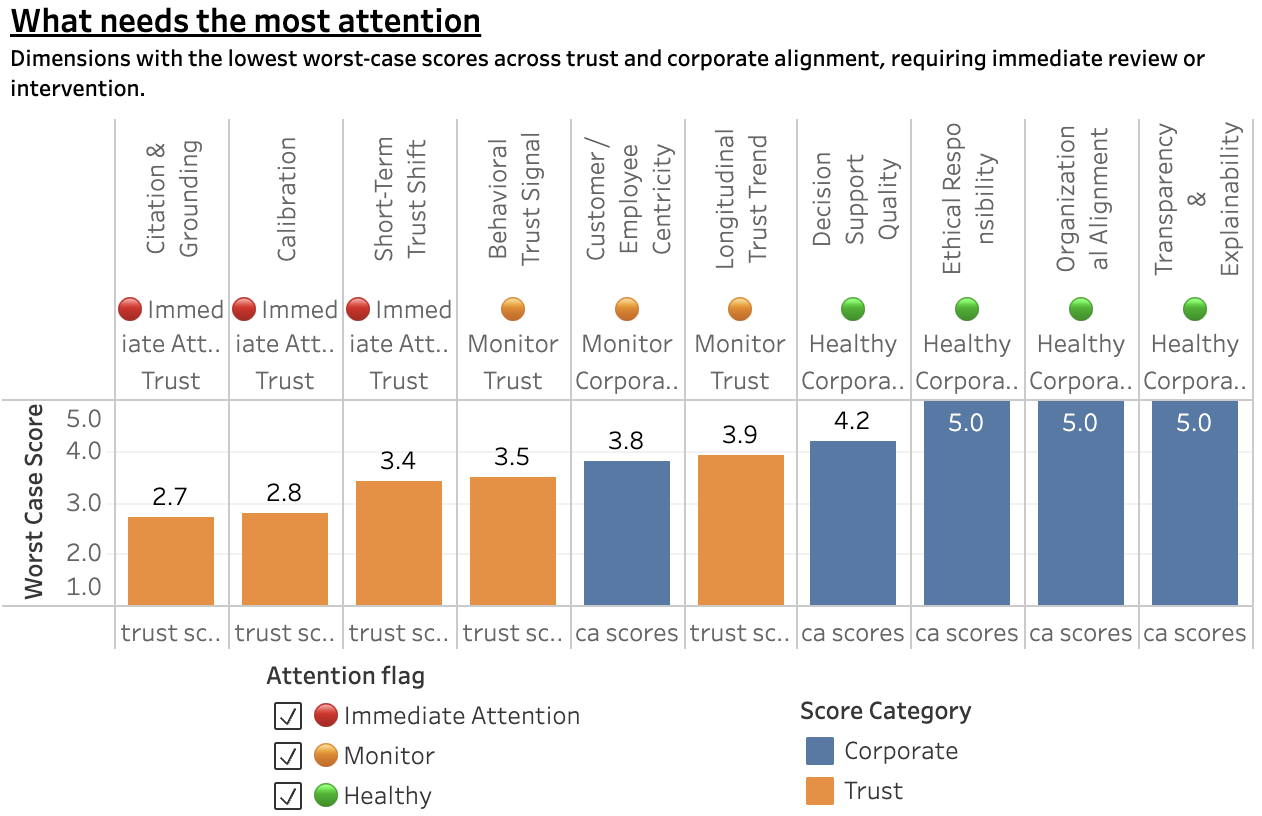 What needs the most attention
Dimensions with the lowest worst-case scores across trust and corporate alignment, requiring immediate review or
intervention.
Citation &
Grounding
Calibration
Short-Term
Trust Shift
Behavioral
Trust Signal
Customer /
Employee
Centricity
Longitudinal
Trust Trend
Decision
Support
Quality
Ethical Respo
nsibility
Organization
al Alignment
Transparency
&
Explainability
Immed
iate Att..
Immed
iate Att..
Immed
iate Att..
Monitor
Monitor
Monitor
Healthy
Healthy
Healthy
Healthy
Trust
Trust
Trust
Trust
Corpora..
Trust
Corpora..
Corpora..
Corpora..
Corpora..
Worst Case Score
5.0
4.0
3.0
2.0
1.0
2.7
2.8
3.4
3.5
3.8
3.9
4.2
5.0
5.0
5.0
trust sc..
trust sc..
trust sc..
trust sc..
ca scores
trust sc..
ca scores
ca scores
ca scores
ca scores
Attention flag
Immediate Attention
Monitor
Healthy
Score Category
Corporate
Trust